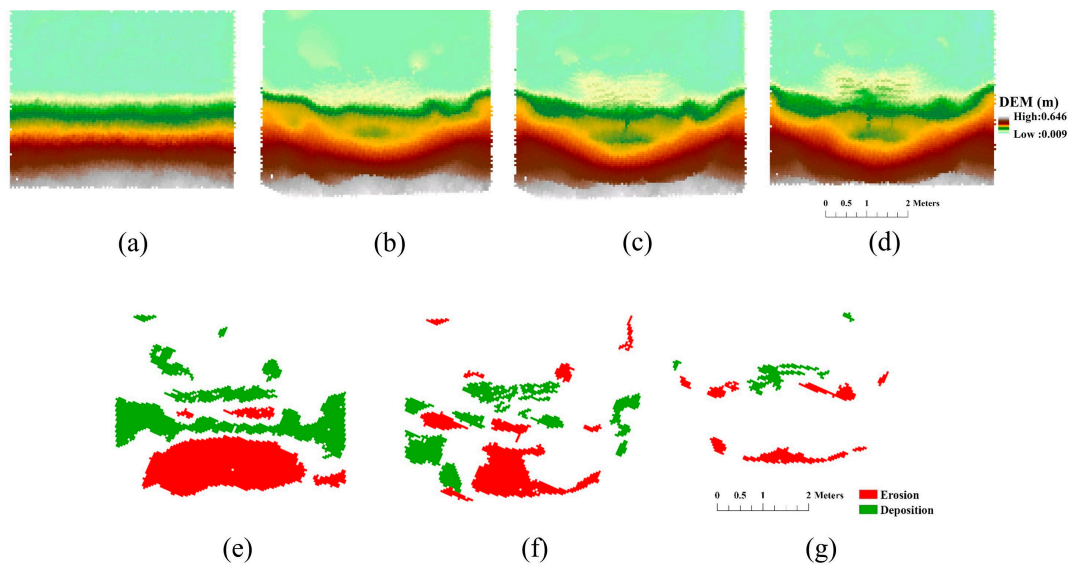 DEM (m)
High:0.646
Low :0.009
0 0.5 1 2 Meters
(a) (b) (c) (d)
0 0.5 1 2 Meters
Erosion
Deposition
(e) (f) (g)